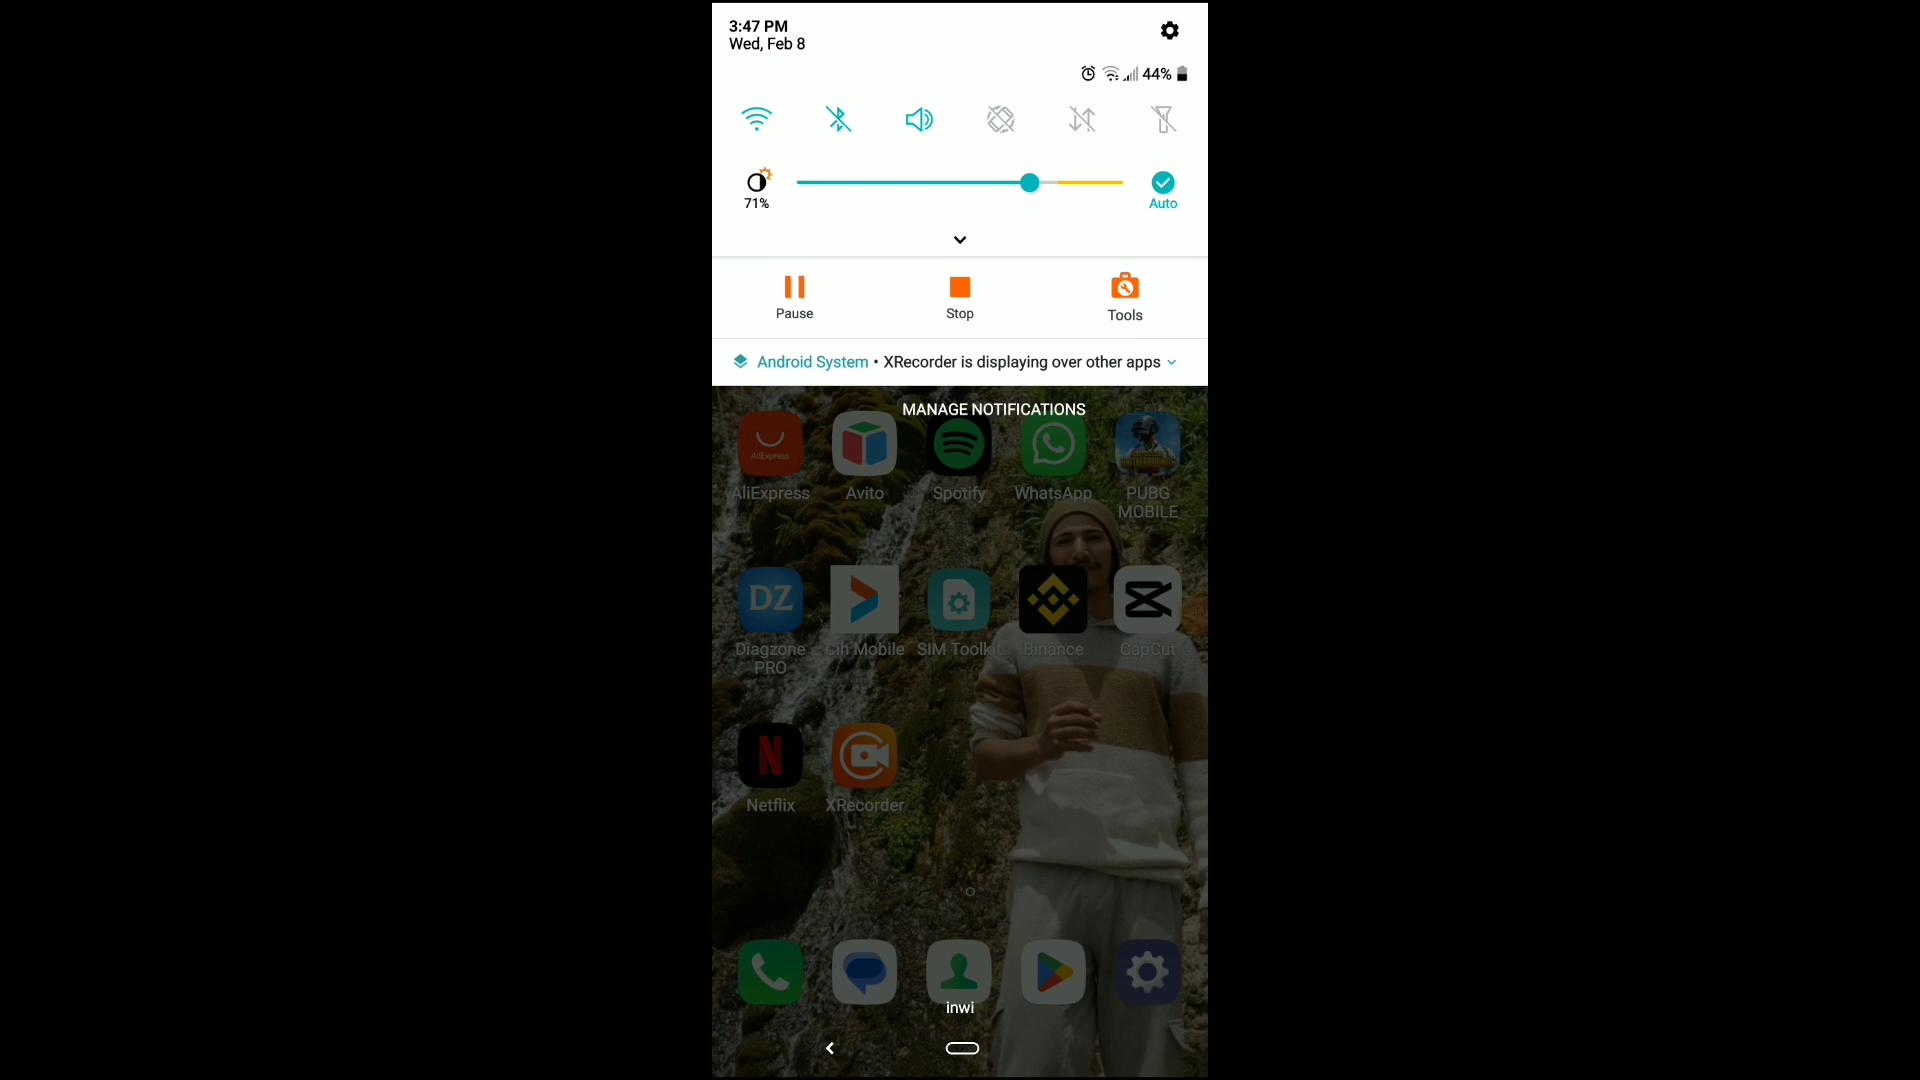 3:47 PM
Wed, Feb 8
44%
71%
Auto
Pause
Stop
Tools
Android System • XRecorder is displaying over other apps
MANAGE NOTIFICATIONS
AliExpress
AliExpress
Avito
Spotify
WhatsApp
PUBG
MOBILE
DZ
Diagzone
PRO
Cih Mobile
SIM Toolkit
Binance
CapCut
N
Netflix
XRecorder
inwi